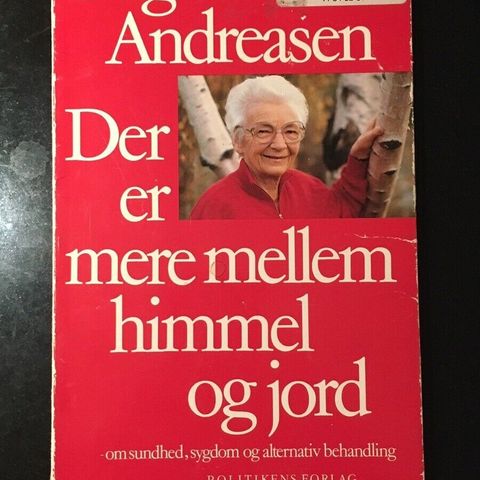 Andreasen
Der
er
mere mellem
himmel
og jord
- om sundhed, sygdom og alternativ behandling
POLITIKENS FORLAG